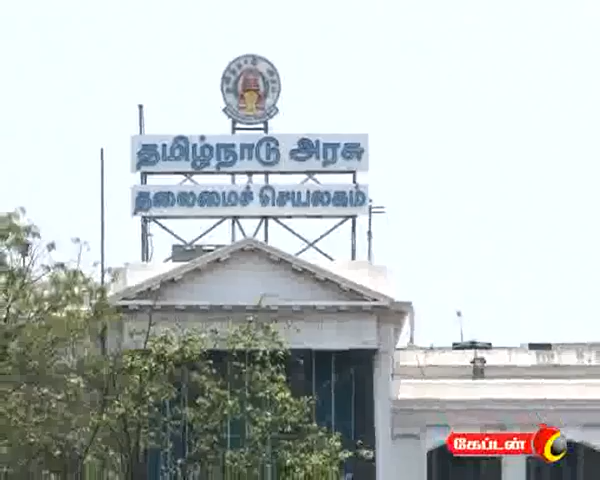 தமிழ்நாடு அரசு
தலைமைச் செயலகம்
கேப்டன்